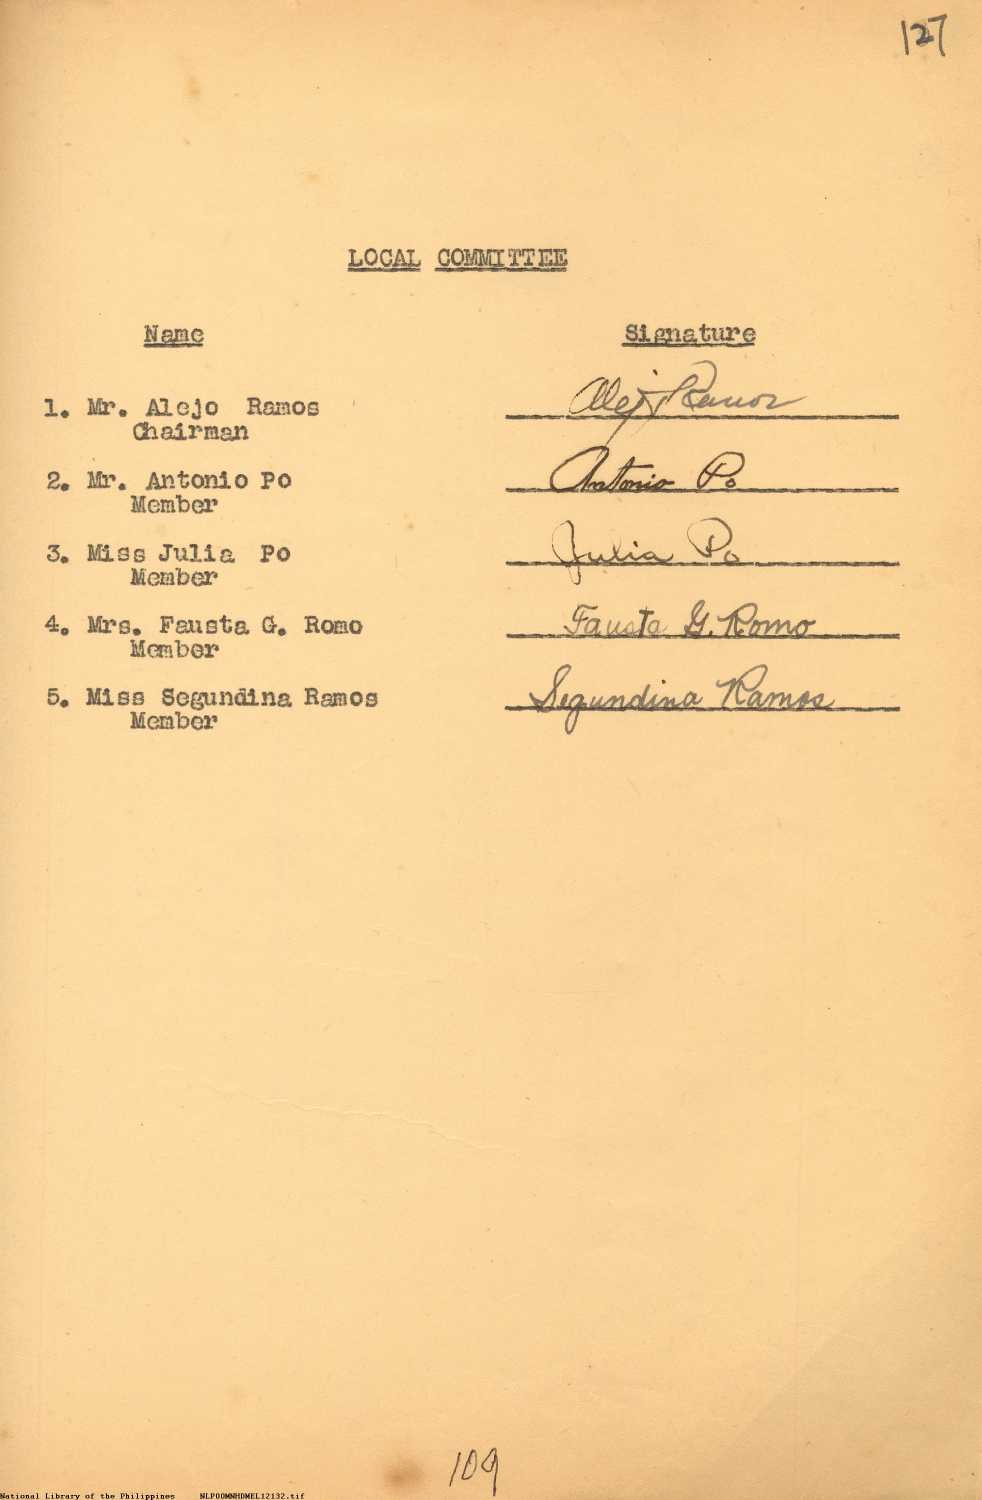 127
LOCAL COMMITTEE
Name Signature
1. Mr. Alejo Ramos Alejo Ramos
Chairman
2. Mr. Antonio Po Antonio Po
Member
3. Miss Julia Po Julia Po
Member
4. Mrs. Fausta G. Romo Fausta G. Romo
Member
5. Miss Segundina Ramos Segundina Ramos
Member
109
National Library of the Philippines NLP00MNHDMEL12132.tif